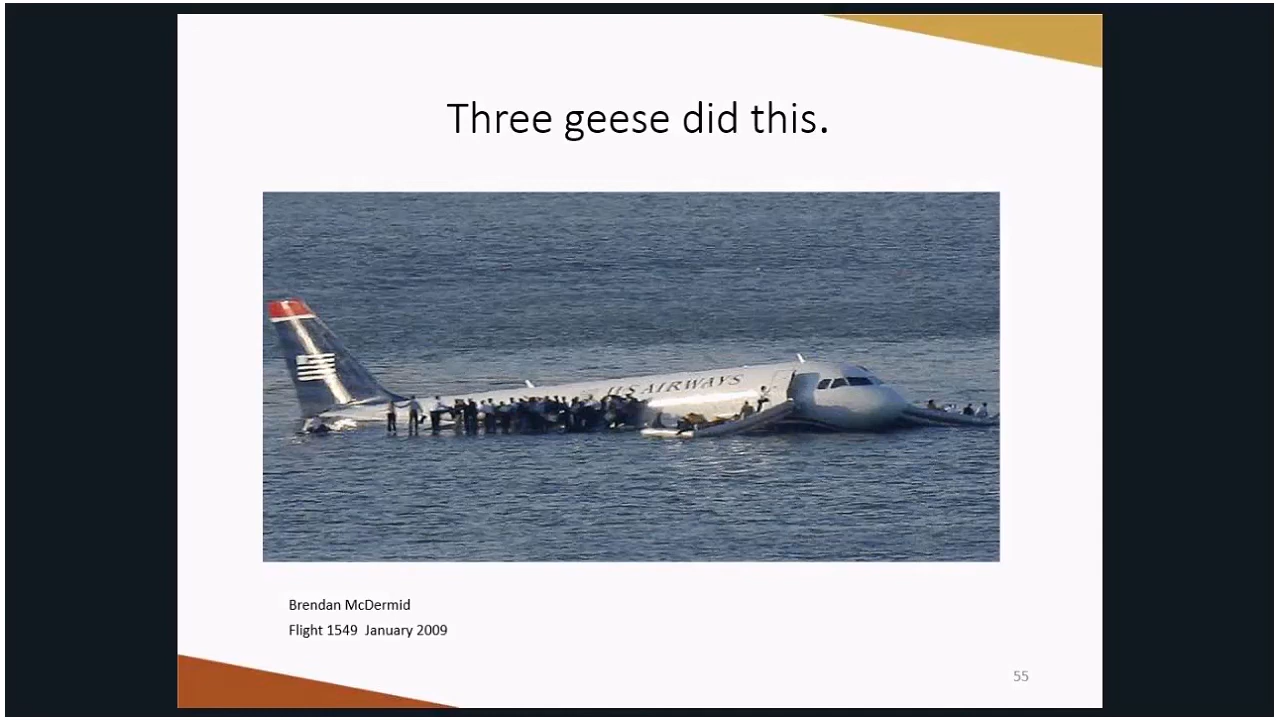 Three geese did this.
US AIRWAYS
Brendan McDermid
Flight 1549 January 2009
55